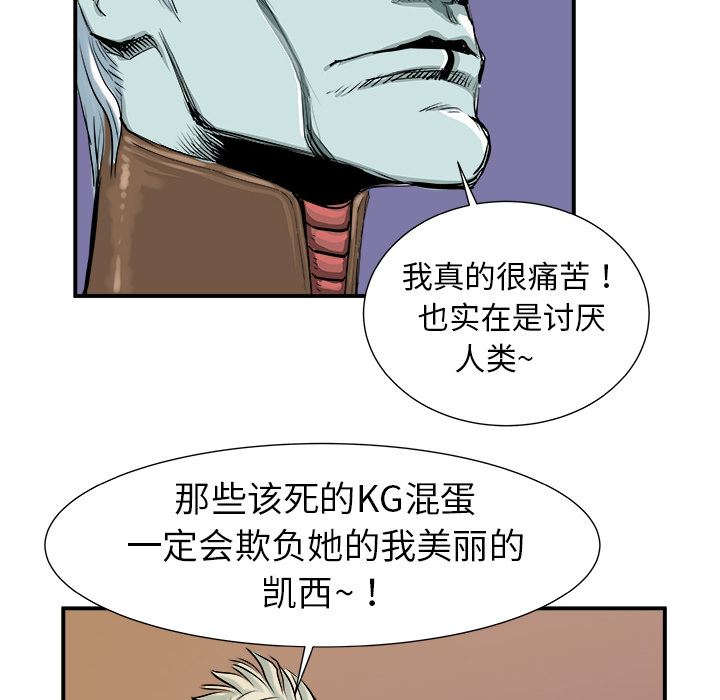 我真的很痛苦！
也实在是讨厌
人类~
那些该死的KG混蛋
一定会欺负她的我美丽的
凯西~！